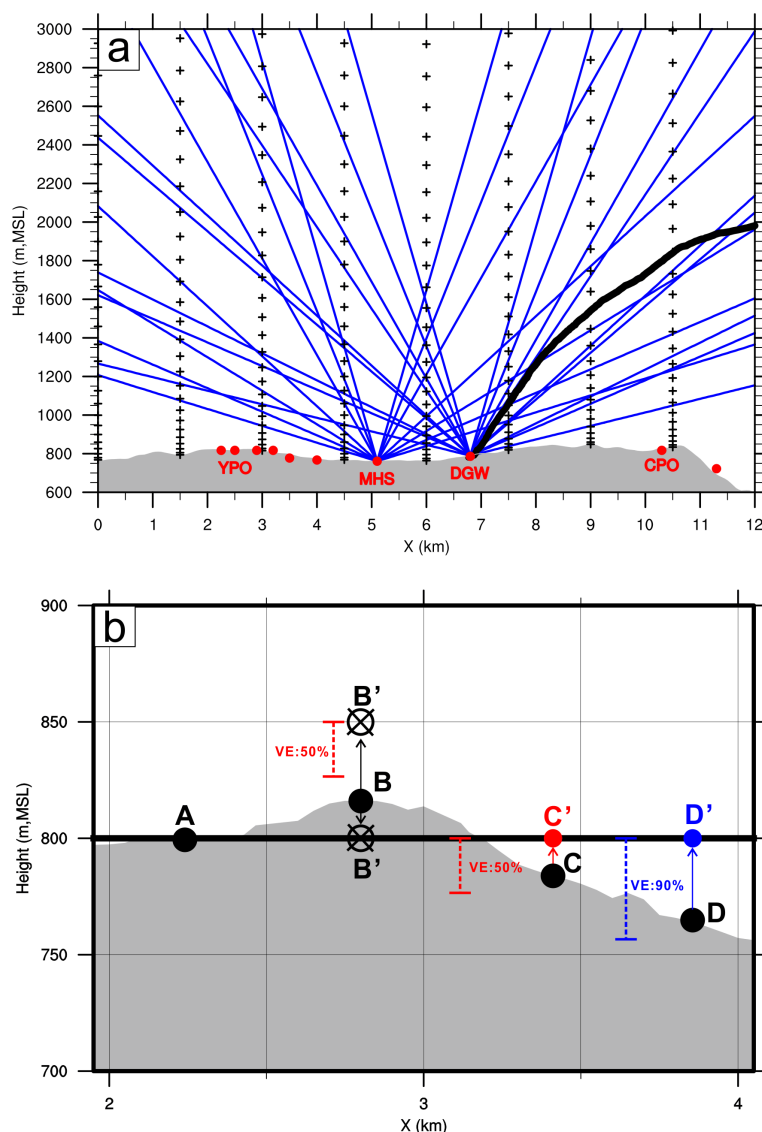 a
3000
2800
2600
2400
2200
2000
1800
1600
1400
1200
1000
800
600
Height (m,MSL)
YPO
MHS
DGW
CPO
0 1 2 3 4 5 6 7 8 9 10 11 12
X (km)
b
900
850
800
750
700
Height (m,MSL)
B’
VE:50%
A
B
B’
C’
D’
VE:50%
C
VE:90%
D
2 3 4
X (km)